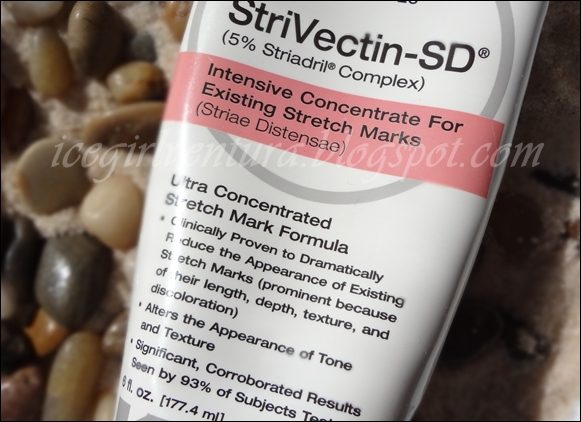 StriVectin-SD®
(5% Striadril® Complex)
Intensive Concentrate For
Existing Stretch Marks
(Striae Distensae)
icegirlventura.blogspot.com
Ultra Concentrated
Stretch Mark Formula
• Clinically Proven to Dramatically
Reduce the Appearance of Existing
Stretch Marks (prominent because
of their length, depth, texture, and
discoloration)
• Alters the Appearance of Tone
and Texture
• Significant, Corroborated Results
Seen by 93% of Subjects
6 fl. oz. [177.4 ml]